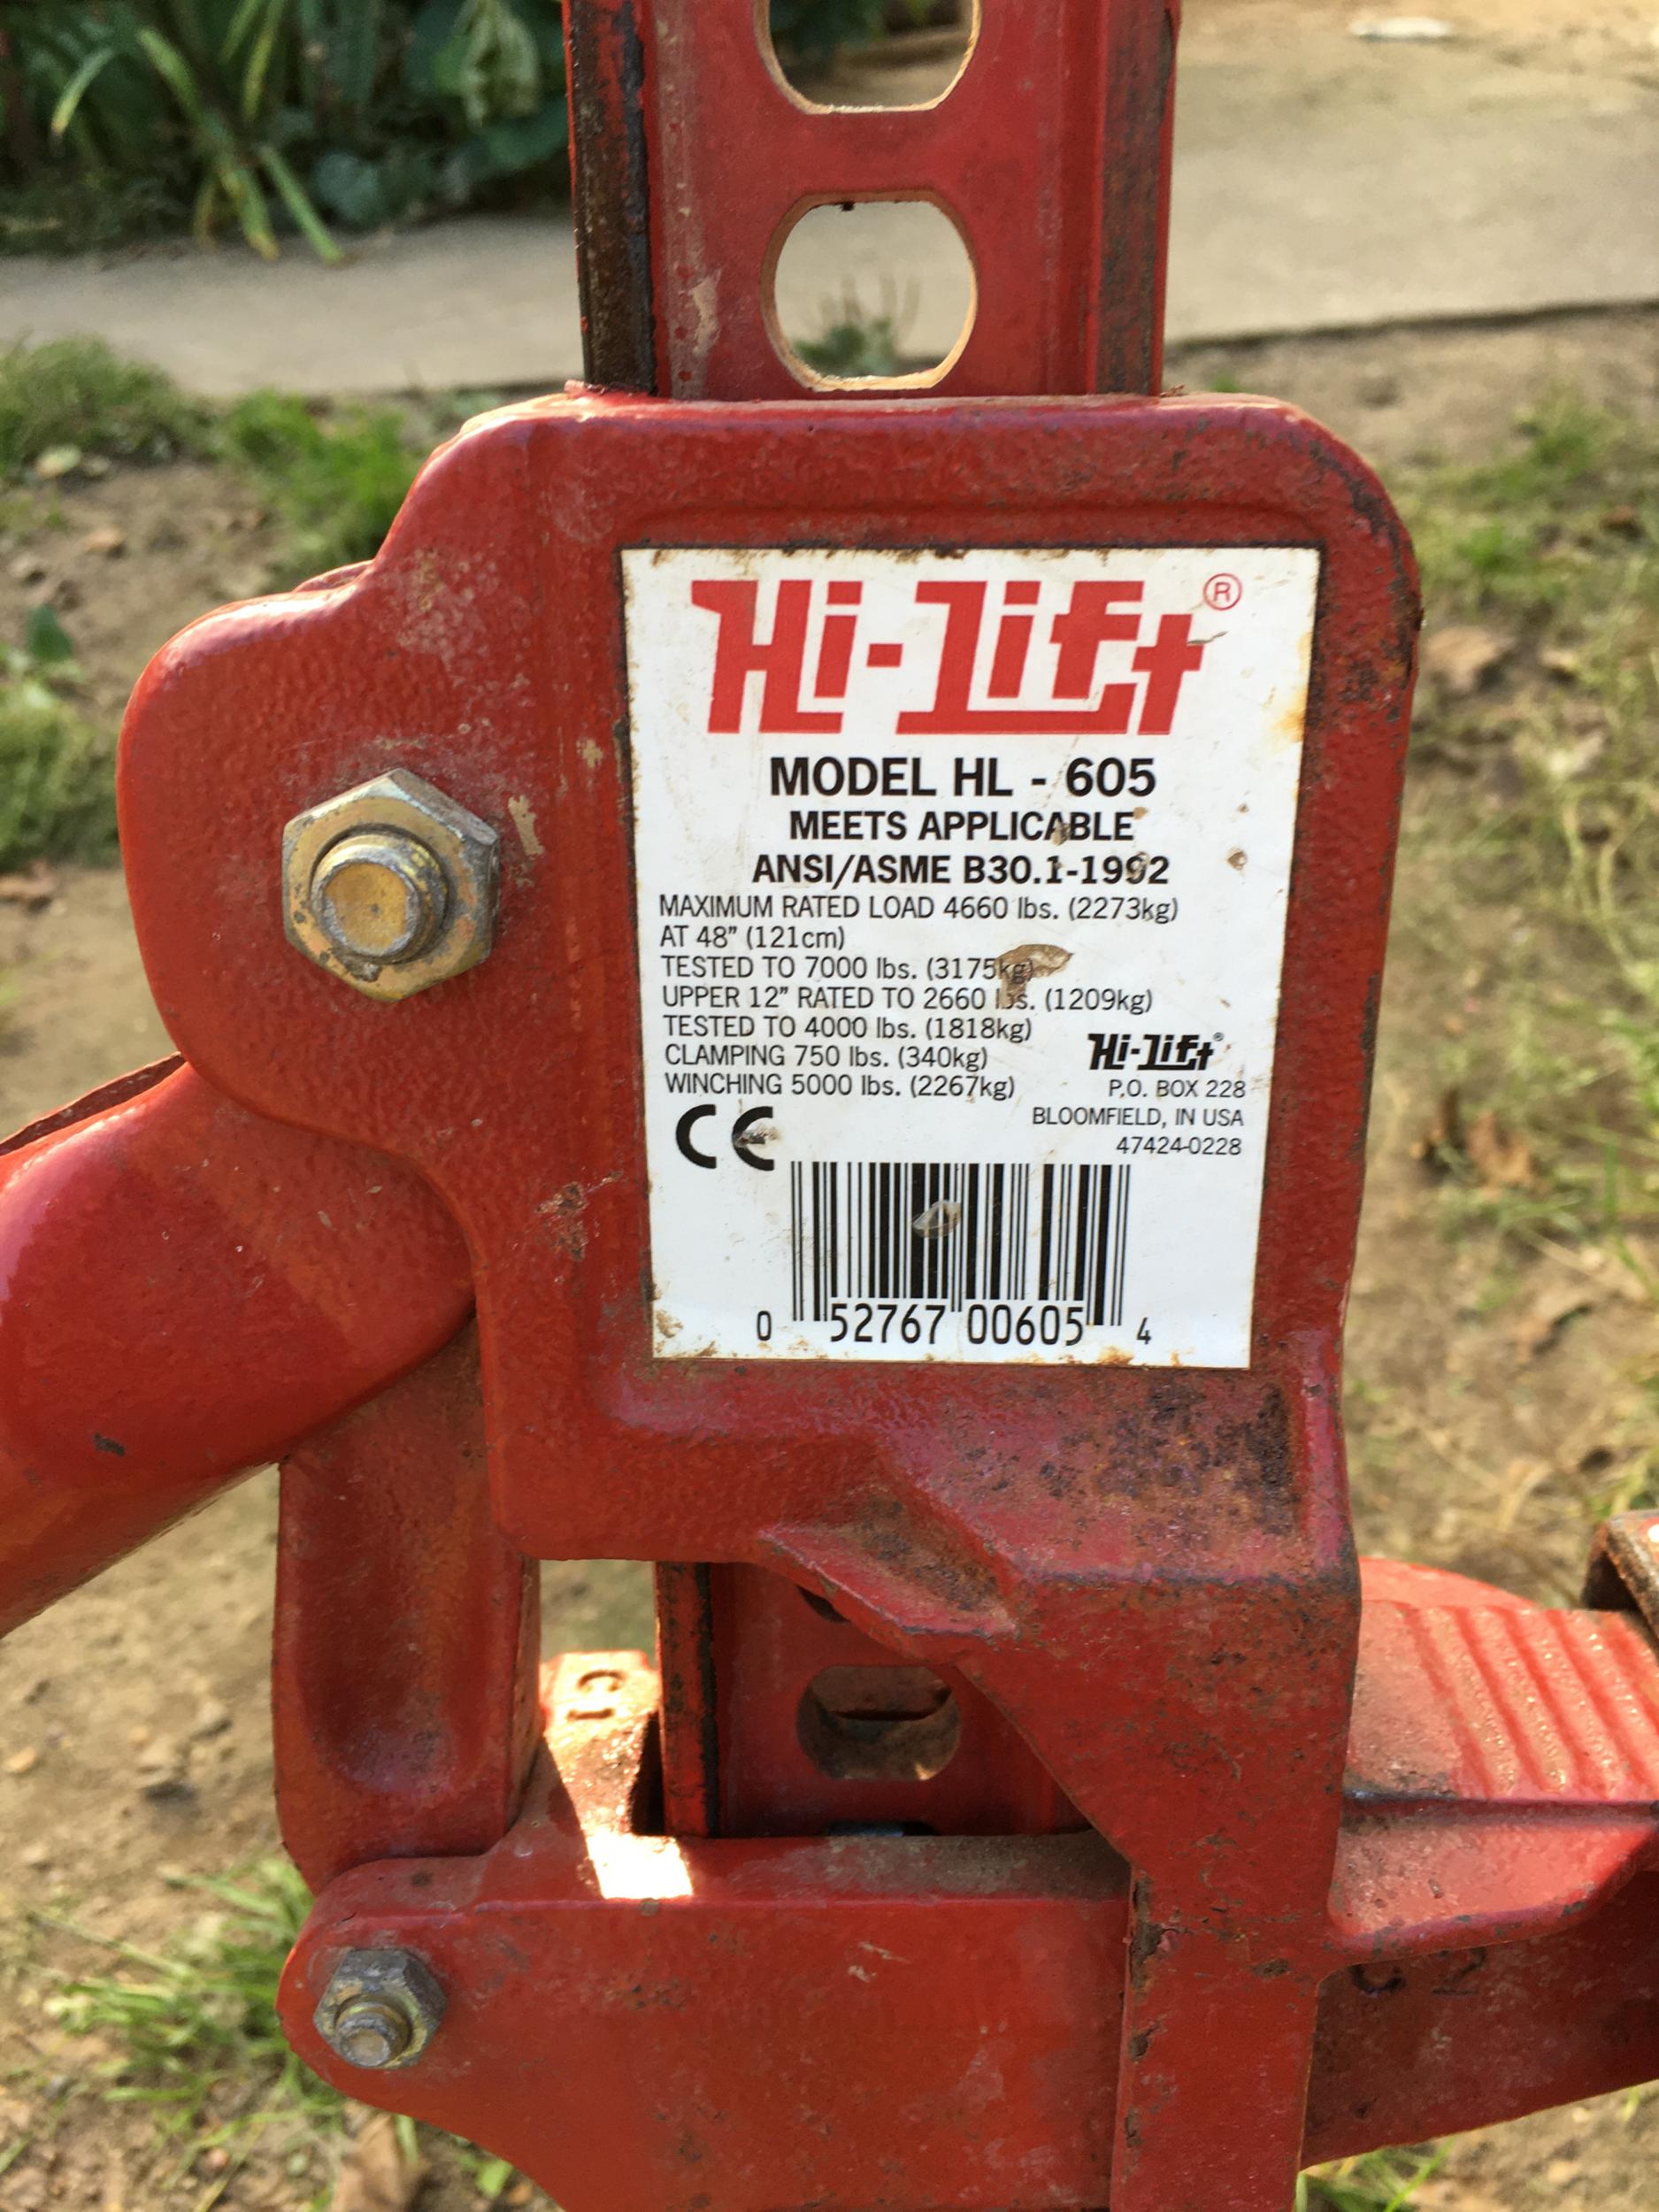 Hi-Lift®
MODEL HL - 605
MEETS APPLICABLE
ANSI/ASME B30.1-1992
MAXIMUM RATED LOAD 4660 lbs. (2273kg)
AT 48” (121cm)
TESTED TO 7000 lbs. (3175kg)
UPPER 12” RATED TO 2660 lbs. (1209kg)
TESTED TO 4000 lbs. (1818kg)
CLAMPING 750 lbs. (340kg)
WINCHING 5000 lbs. (2267kg)
Hi-Lift®
P.O. BOX 228
BLOOMFIELD, IN USA
47424-0228
CE
0 52767 00605 4
C1
C 2